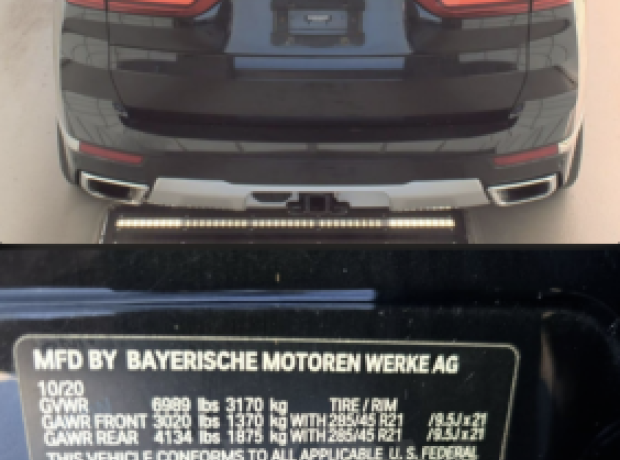 MFD BY BAYERISCHE MOTOREN WERKE AG
10/20
GVWR 6989 lbs 3170 kg TIRE / RIM
GAWR FRONT 3020 lbs 1370 kg WITH 285/45 R21 /9.5J x 21
GAWR REAR 4134 lbs 1875 kg WITH 285/45 R21 /9.5J x 21
THIS VEHICLE CONFORMS TO ALL APPLICABLE U.S. FEDERAL